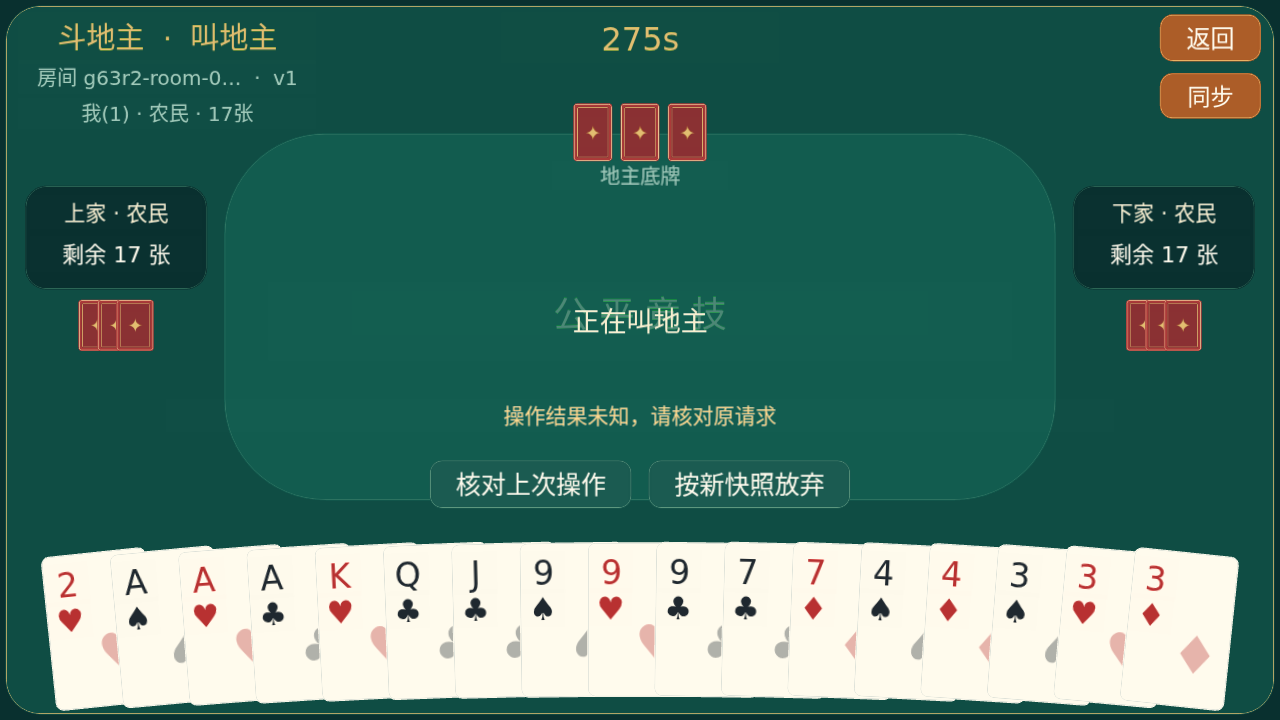 斗地主 · 叫地主
275s
返回
房间 g63r2-room-0... · v1
同步
我(1) · 农民 · 17张
地主底牌
上家 · 农民
剩余 17 张
下家 · 农民
剩余 17 张
公平竞技
正在叫地主
操作结果未知，请核对原请求
核对上次操作
按新快照放弃
2 A A A K Q J 9 9 9 7 7 4 4 3 3 3